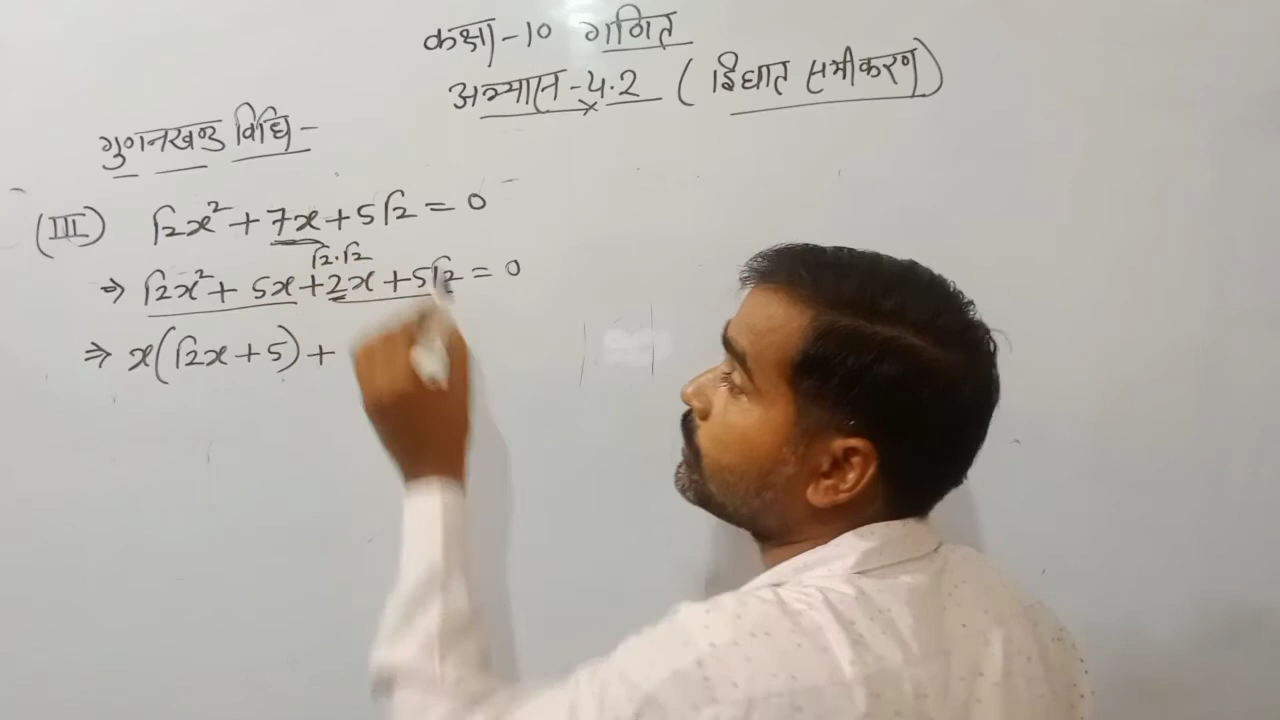 कक्षा-10 गणित
अभ्यास-4.2 (द्विघात समीकरण)
गुणनखण्ड विधि-
(III) √2x² + 7x + 5√2 = 0
√2·√2
⇒ √2x² + 5x + 2x + 5√2 = 0
⇒ x(√2x + 5) +